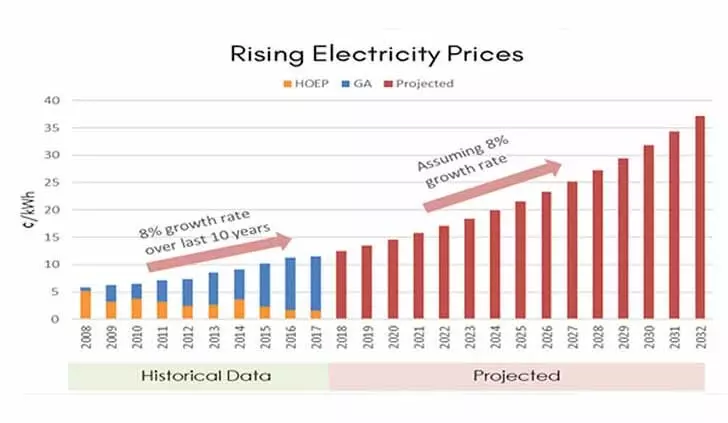 Rising Electricity Prices
HOEP GA Projected
40
35
30
25
20
15
10
5
0
¢/kWh
8% growth rate
over last 10 years
Assuming 8%
growth rate
2008 2009 2010 2011 2012 2013 2014 2015 2016 2017 2018 2019 2020 2021 2022 2023 2024 2025 2026 2027 2028 2029 2030 2031 2032
Historical Data Projected